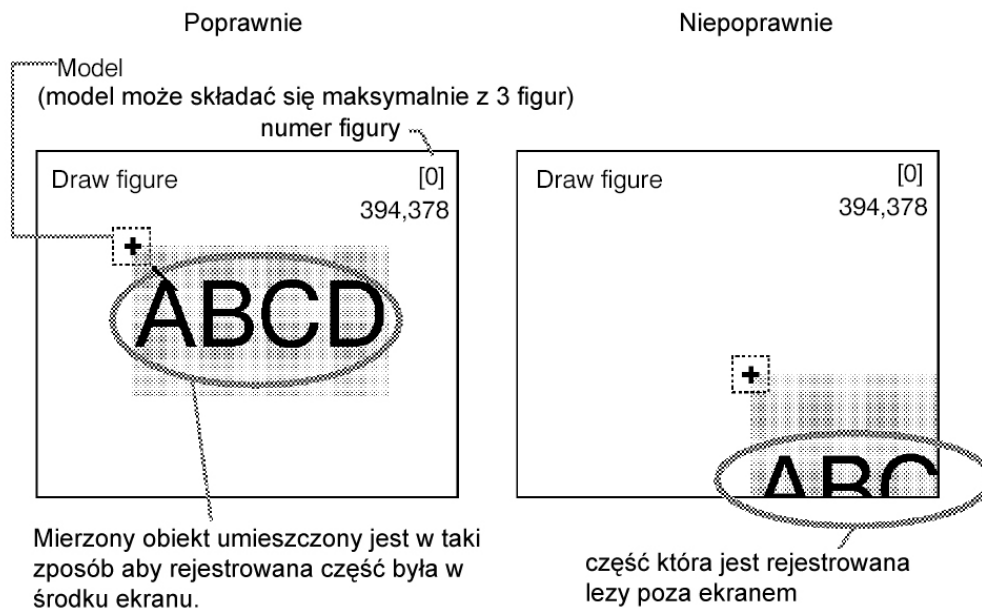 Poprawnie
Niepoprawnie
Model
(model może składać się maksymalnie z 3 figur)
numer figury
Draw figure
[0]
394,378
ABCD
Draw figure
[0]
394,378
ABC
Mierzony obiekt umieszczony jest w taki
zposób aby rejestrowana część była w
środku ekranu.
część która jest rejestrowana
lezy poza ekranem